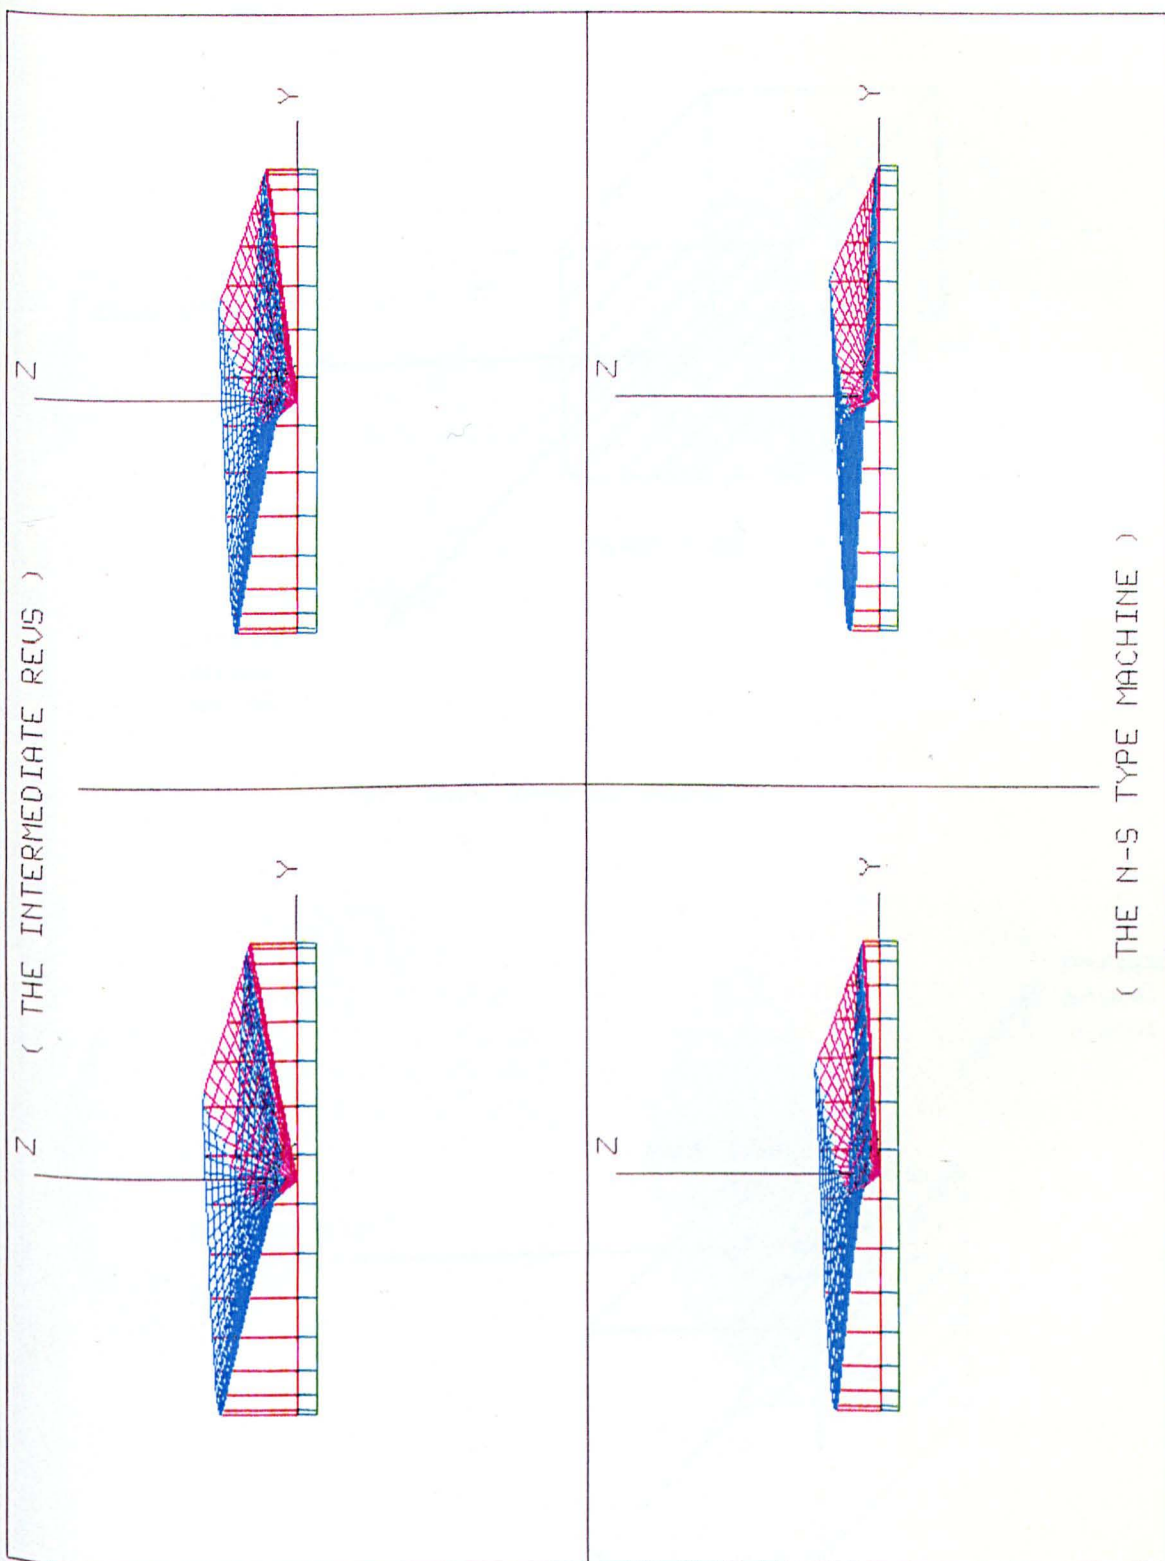 ( THE INTERMEDIATE REVS )
Z
Z
Y
Y
Z
Z
Y
Y
( THE N-S TYPE MACHINE )